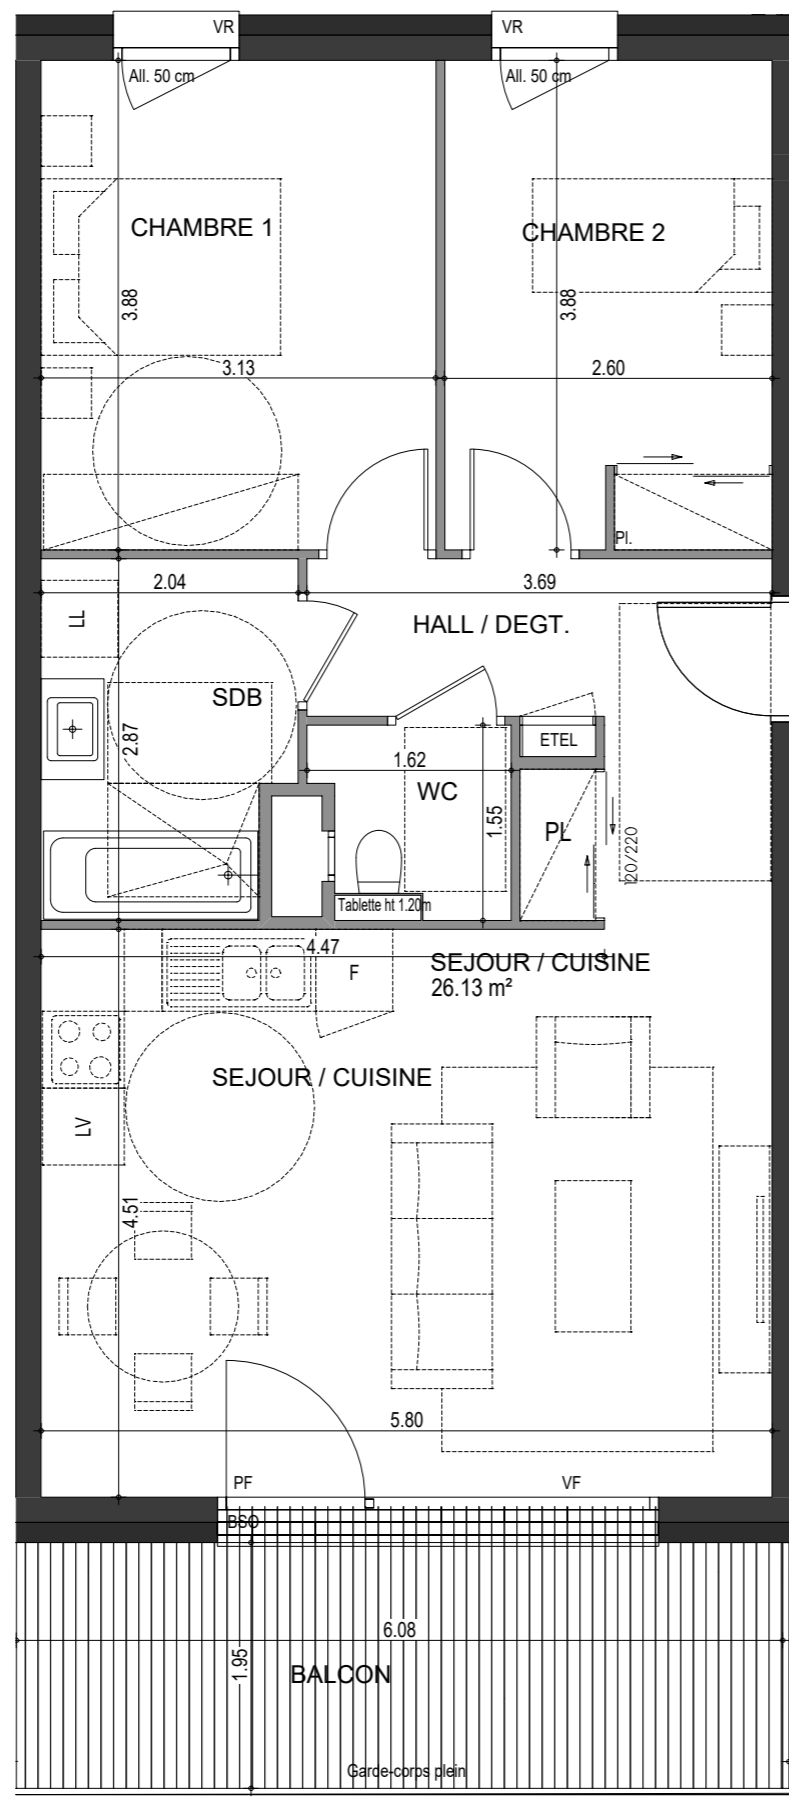 VR
VR
All. 50 cm
All. 50 cm
CHAMBRE 1
CHAMBRE 2
3.88
3.88
3.13
2.60
Pl.
2.04
3.69
LL
HALL / DEGT.
SDB
2.87
ETEL
1.62
WC
1.55
PL
120/220
Tablette ht 1.20m
4.47
SEJOUR / CUISINE
26.13 m²
F
SEJOUR / CUISINE
LV
4.51
5.80
PF
VF
BSO
6.08
1.95
BALCON
Garde-corps plein